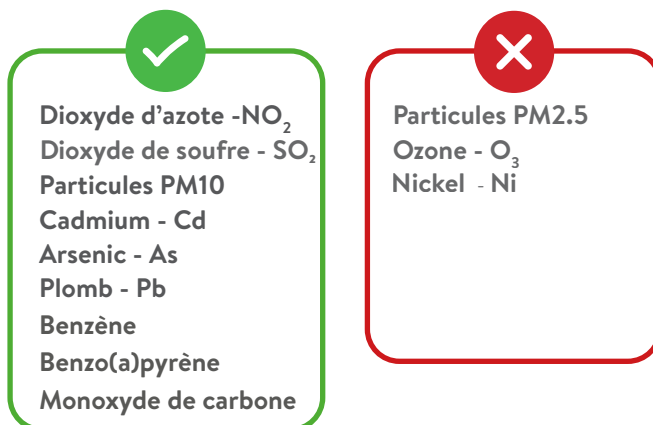 Dioxyde d'azote -NO₂
Dioxyde de soufre - SO₂
Particules PM10
Cadmium - Cd
Arsenic - As
Plomb - Pb
Benzène
Benzo(a)pyrène
Monoxyde de carbone
Particules PM2.5
Ozone - O₃
Nickel - Ni